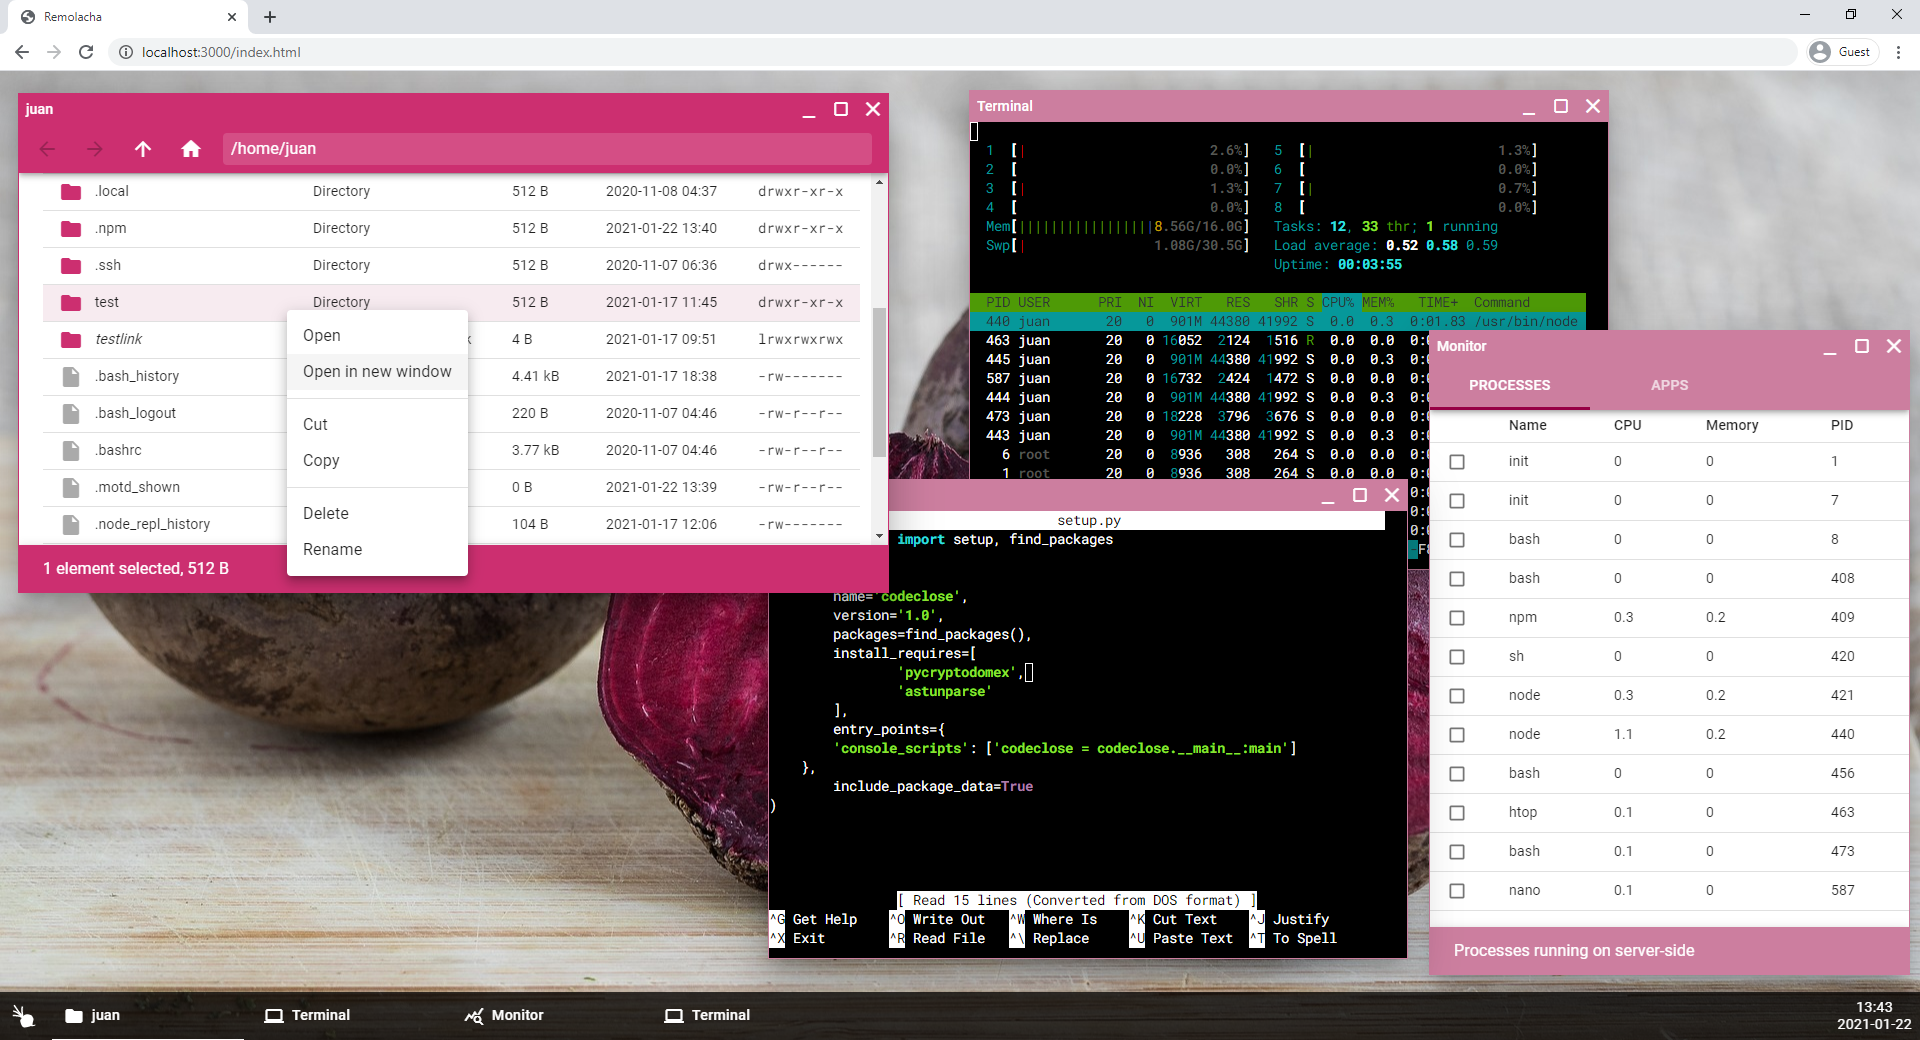 Remolacha
localhost:3000/index.html
Guest
juan
/home/juan
.local Directory 512 B 2020-11-08 04:37 drwxr-xr-x
.npm Directory 512 B 2021-01-22 13:40 drwxr-xr-x
.ssh Directory 512 B 2020-11-07 06:36 drwx------
test Directory 512 B 2021-01-17 11:45 drwxr-xr-x
testlink 4 B 2021-01-17 09:51 lrwxrwxrwx
.bash_history 4.41 kB 2021-01-17 18:38 -rw-------
.bash_logout 220 B 2020-11-07 04:46 -rw-r--r--
.bashrc 3.77 kB 2020-11-07 04:46 -rw-r--r--
.motd_shown 0 B 2021-01-22 13:39 -rw-r--r--
.node_repl_history 104 B 2021-01-17 12:06 -rw-------
1 element selected, 512 B
Open
Open in new window
Cut
Copy
Delete
Rename
Terminal
1 [| 2.6%] 5 [| 1.3%]
2 [ 0.0%] 6 [ 0.0%]
3 [| 1.3%] 7 [| 0.7%]
4 [ 0.0%] 8 [ 0.0%]
Mem[|||||||||||||||||8.56G/16.0G] Tasks: 12, 33 thr; 1 running
Swp[| 1.08G/30.5G] Load average: 0.52 0.58 0.59
Uptime: 00:03:55
PID USER PRI NI VIRT RES SHR S CPU% MEM% TIME+ Command
440 juan 20 0 901M 44380 41992 S 0.0 0.3 0:01.83 /usr/bin/node
463 juan 20 0 16052 2124 1516 R 0.0 0.0 0:
445 juan 20 0 901M 44380 41992 S 0.0 0.3 0:
587 juan 20 0 16732 2424 1472 S 0.0 0.0 0:
444 juan 20 0 901M 44380 41992 S 0.0 0.3 0:
473 juan 20 0 18228 3796 3676 S 0.0 0.0 0:
443 juan 20 0 901M 44380 41992 S 0.0 0.3 0:
6 root 20 0 8936 308 264 S 0.0 0.0 0:
1 root 20 0 8936 308 264 S 0.0 0.0 0:
setup.py
import setup, find_packages
name='codeclose',
version='1.0',
packages=find_packages(),
install_requires=[
'pycryptodomex',
'astunparse'
],
entry_points={
'console_scripts': ['codeclose = codeclose.__main__:main']
},
include_package_data=True
)
[ Read 15 lines (Converted from DOS format) ]
^G Get Help ^O Write Out ^W Where Is ^K Cut Text ^J Justify
^X Exit ^R Read File ^\ Replace ^U Paste Text ^T To Spell
Monitor
PROCESSES APPS
Name CPU Memory PID
init 0 0 1
init 0 0 7
bash 0 0 8
bash 0 0 408
npm 0.3 0.2 409
sh 0 0 420
node 0.3 0.2 421
node 1.1 0.2 440
bash 0 0 456
htop 0.1 0 463
bash 0.1 0 473
nano 0.1 0 587
Processes running on server-side
juan
Terminal
Monitor
Terminal
13:43
2021-01-22